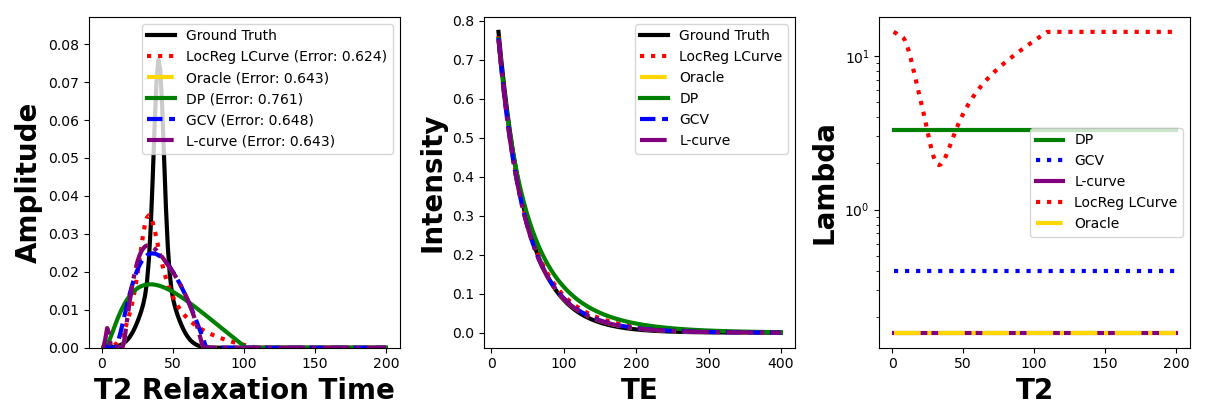 Amplitude
0.08
0.07
0.06
0.05
0.04
0.03
0.02
0.01
0.00
Ground Truth
LocReg LCurve (Error: 0.624)
Oracle (Error: 0.643)
DP (Error: 0.761)
GCV (Error: 0.648)
L-curve (Error: 0.643)
0 50 100 150 200
T2 Relaxation Time
Intensity
0.8
0.7
0.6
0.5
0.4
0.3
0.2
0.1
0.0
Ground Truth
LocReg LCurve
Oracle
DP
GCV
L-curve
0 100 200 300 400
TE
Lambda
10¹
10⁰
DP
GCV
L-curve
LocReg LCurve
Oracle
0 50 100 150 200
T2